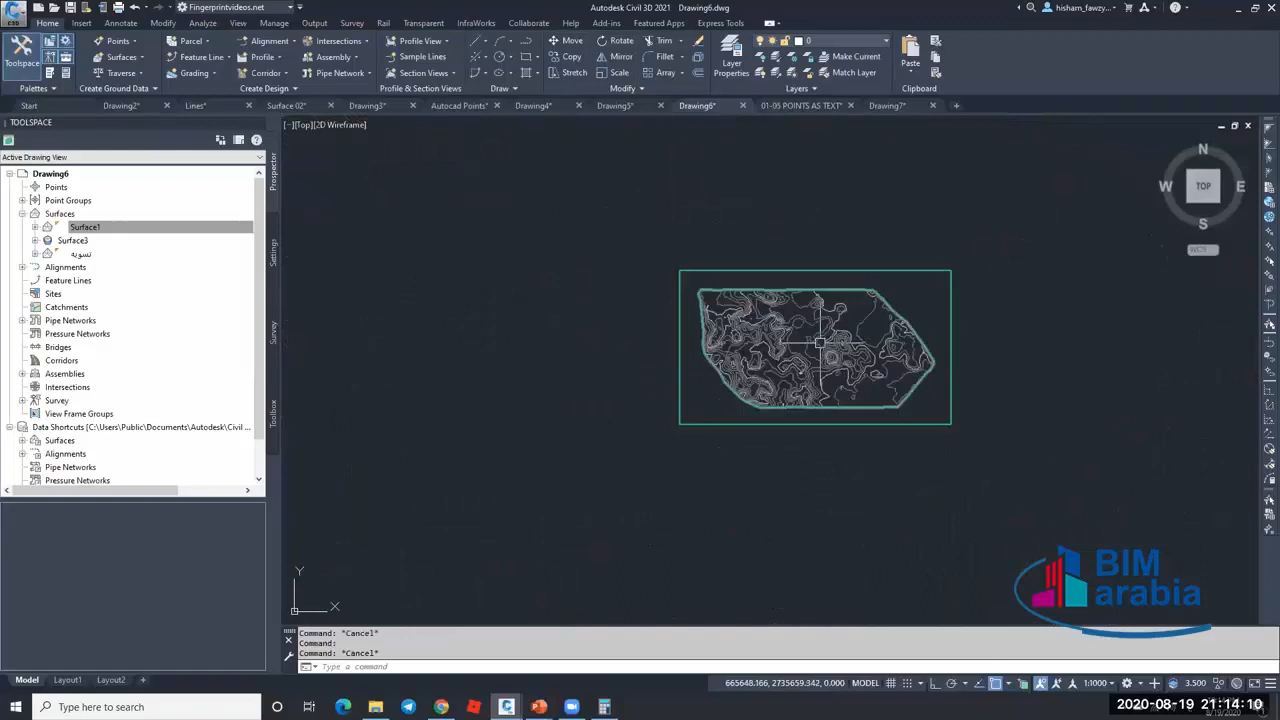 Fingerprintvideos.net
Autodesk Civil 3D 2021 Drawing6.dwg
hisham_fawzy...
C3D
Home Insert Annotate Modify Analyze View Manage Output Survey Rail Transparent InfraWorks Collaborate Help Add-ins Featured Apps Express Tools
Toolspace
Points
Surfaces
Traverse
Parcel
Feature Line
Grading
Alignment
Profile
Corridor
Intersections
Assembly
Pipe Network
Profile View
Sample Lines
Section Views
Move Rotate Trim
Copy Mirror Fillet
Stretch Scale Array
Layer Properties
0
Make Current
Match Layer
Paste
Palettes Create Ground Data Create Design Profile & Section Views Draw Modify Layers Clipboard
Start Drawing2* Lines* Surface 02* Drawing3* Autocad Points* Drawing4* Drawing5* Drawing6* 01-05 POINTS AS TEXT* Drawing7*
TOOLSPACE
Active Drawing View
Drawing6
Points
Point Groups
Surfaces
Surface1
Surface3
تسويه
Alignments
Feature Lines
Sites
Catchments
Pipe Networks
Pressure Networks
Bridges
Corridors
Assemblies
Intersections
Survey
View Frame Groups
Data Shortcuts [C:\Users\Public\Documents\Autodesk\Civil ...
Surfaces
Alignments
Pipe Networks
Pressure Networks
Prospector
Settings
Survey
Toolbox
[−][Top][2D Wireframe]
N
W TOP E
S
Y
X
BIM
arabia
Command: *Cancel*
Command:
Command: *Cancel*
Type a command
Model Layout1 Layout2
665648.166, 2735659.342, 0.000 MODEL 1:1000 3.500
Type here to search
2020-08-19 21:14:10